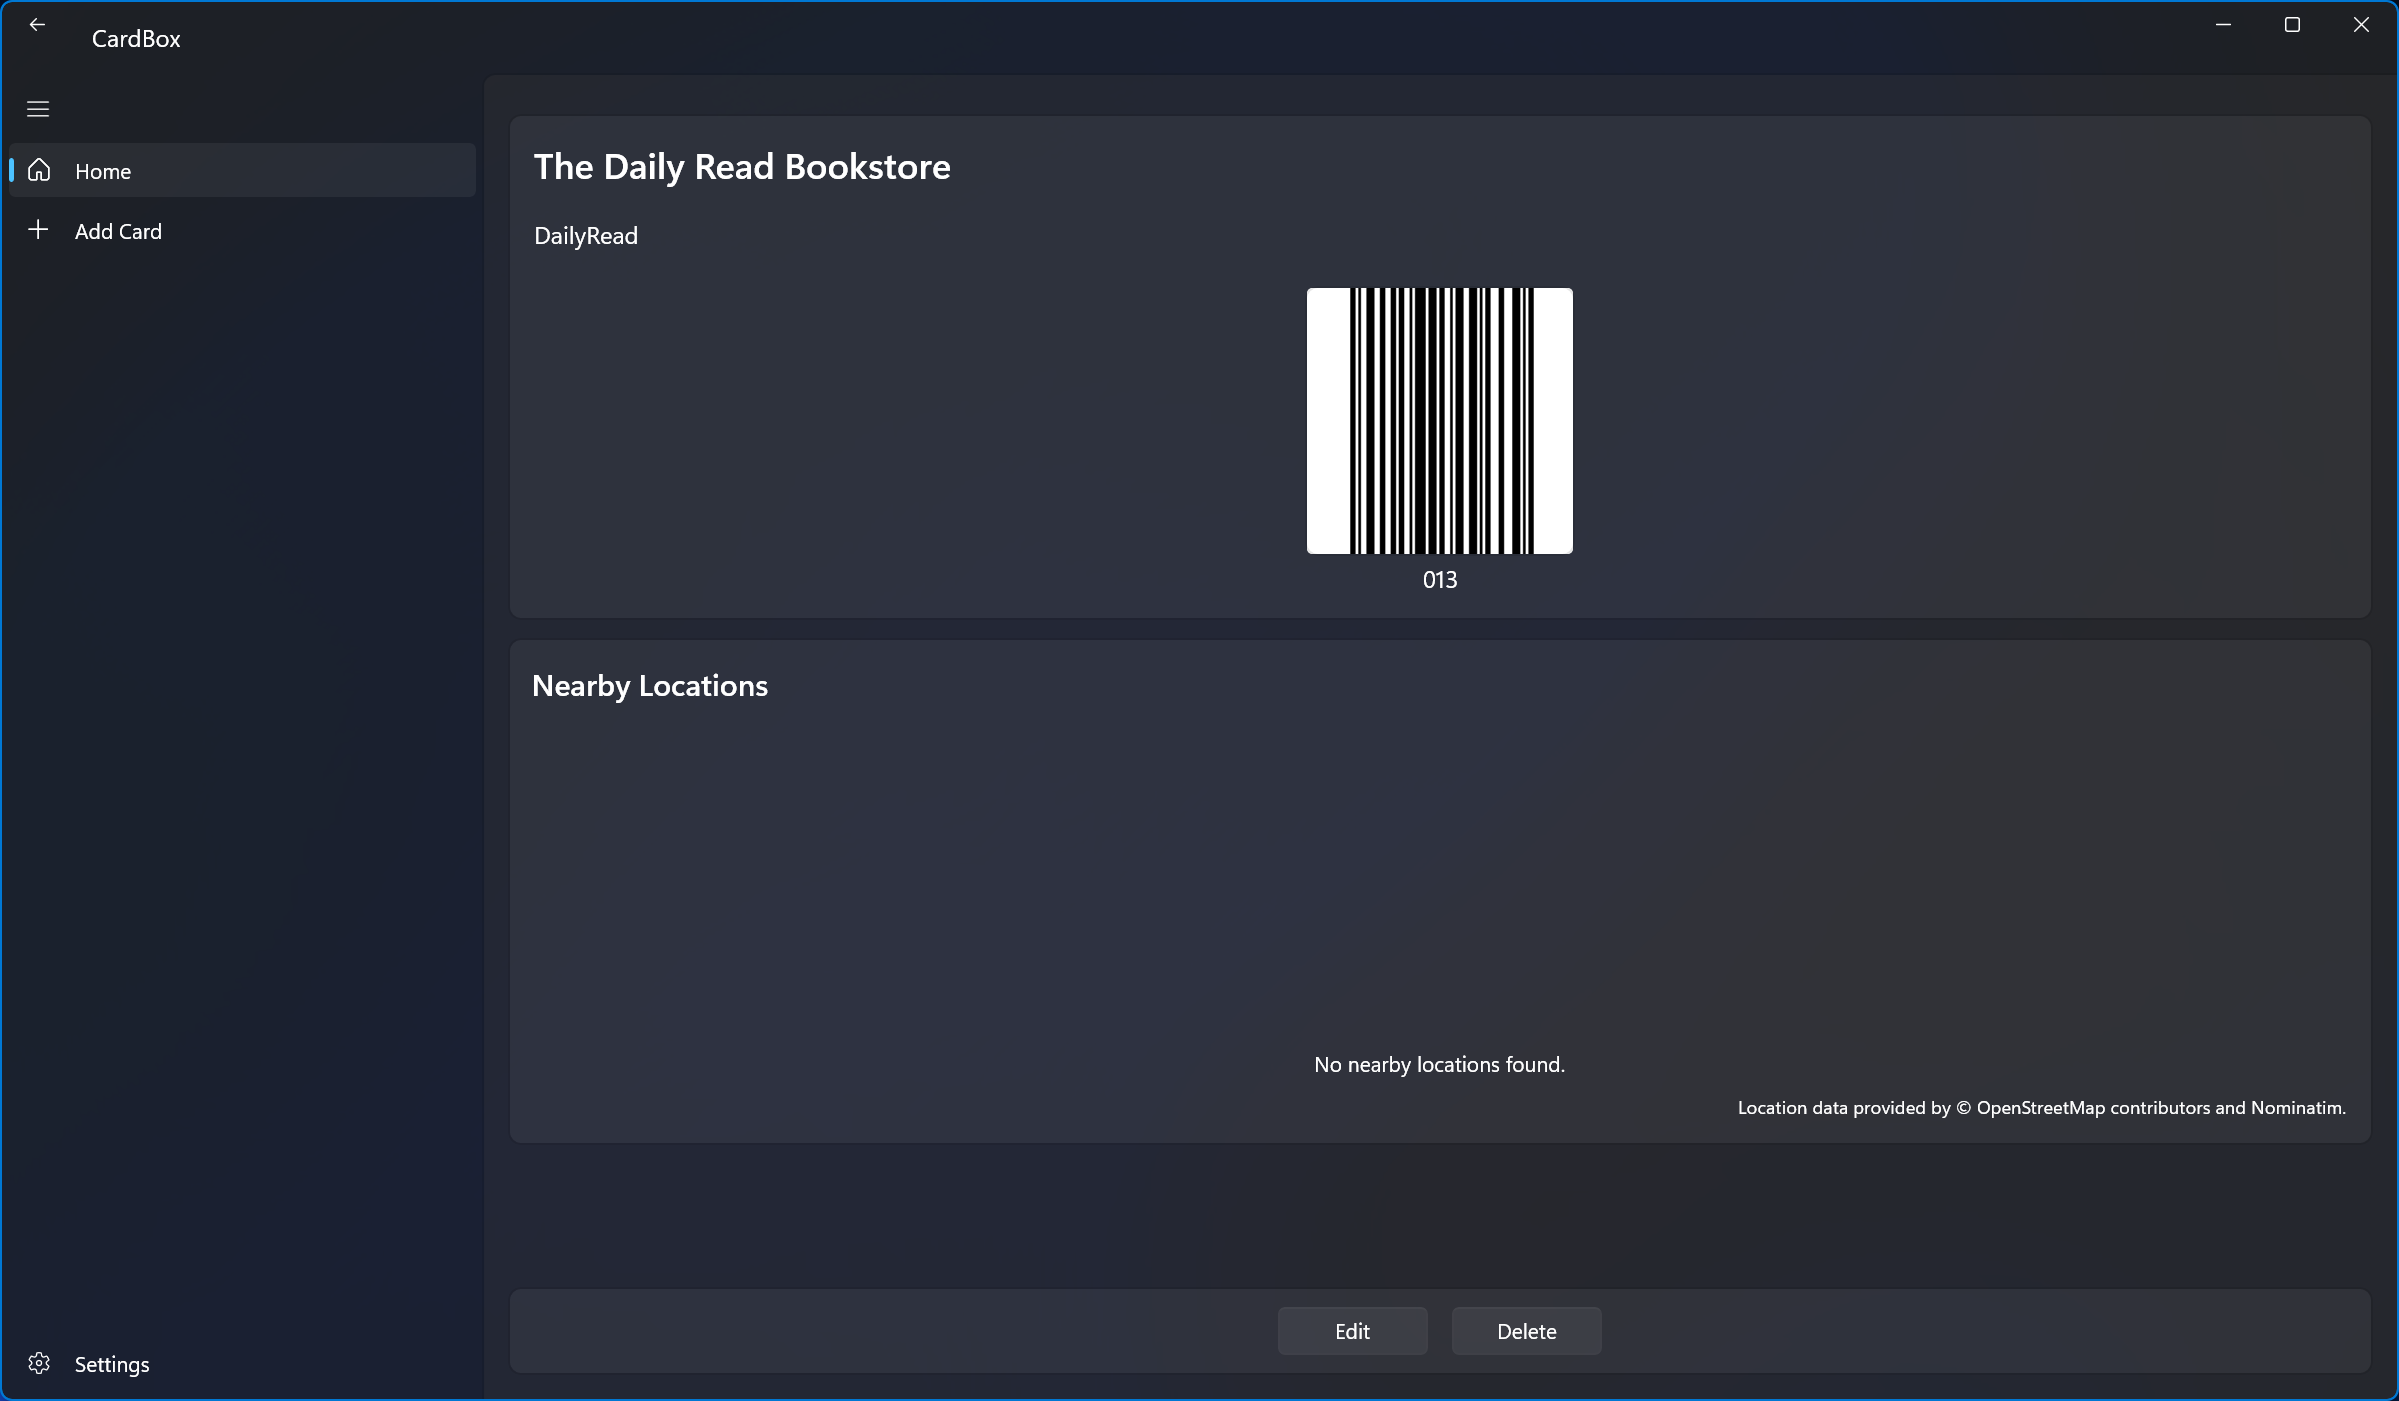 CardBox
Home
Add Card
The Daily Read Bookstore
DailyRead
013
Nearby Locations
No nearby locations found.
Location data provided by © OpenStreetMap contributors and Nominatim.
Edit
Delete
Settings